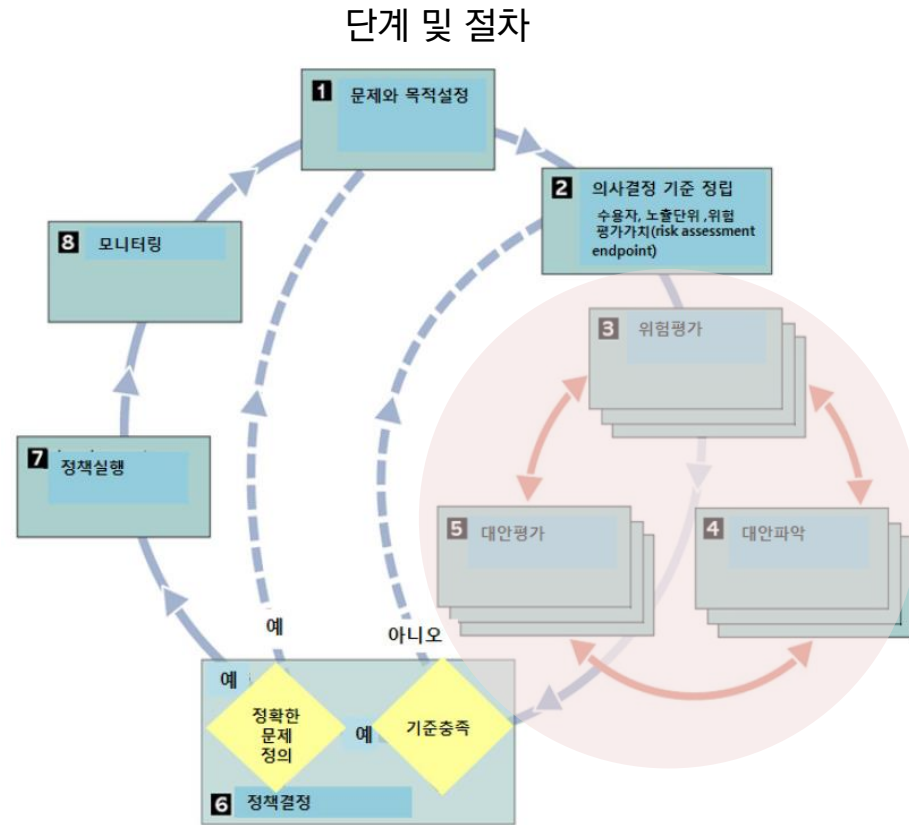 단계 및 절차
1 문제와 목적설정
2 의사결정 기준 정립
수용자, 노출단위 ,위험
평가가치(risk assessment
endpoint)
3 위험평가
4 대안파악
5 대안평가
6 정책결정
기준충족
아니오
예
정확한
문제
정의
예
예
7 정책실행
8 모니터링